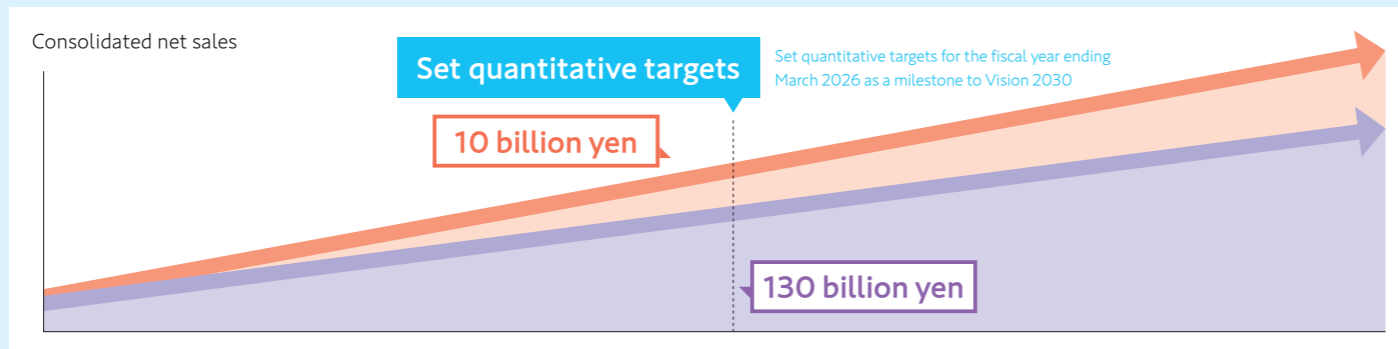 Consolidated net sales
Set quantitative targets
Set quantitative targets for the fiscal year ending
March 2026 as a milestone to Vision 2030
10 billion yen
130 billion yen